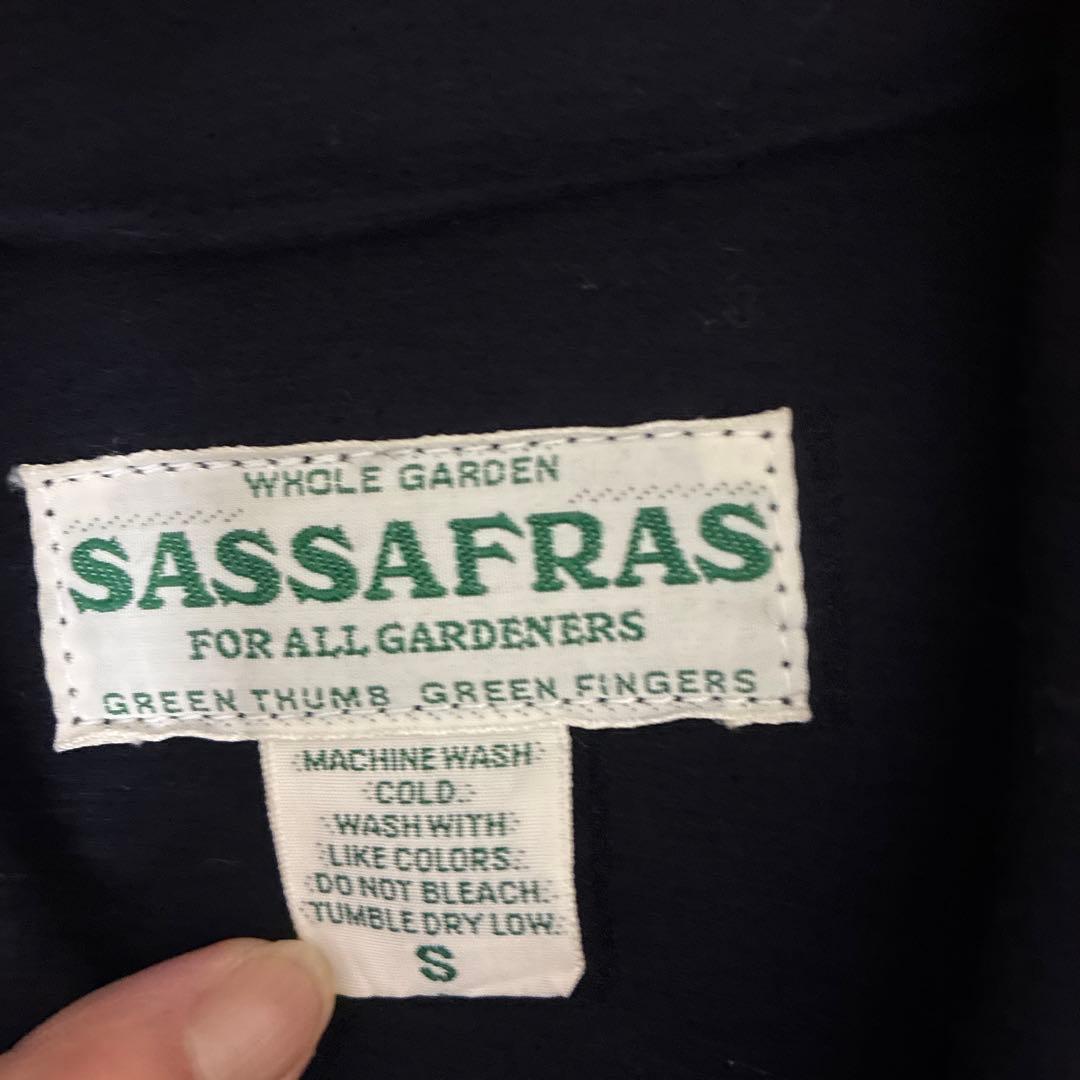 WHOLE GARDEN
SASSAFRAS
FOR ALL GARDENERS
GREEN THUMB GREEN FINGERS
MACHINE WASH
COLD.
WASH WITH
LIKE COLORS.
DO NOT BLEACH.
TUMBLE DRY LOW.
S